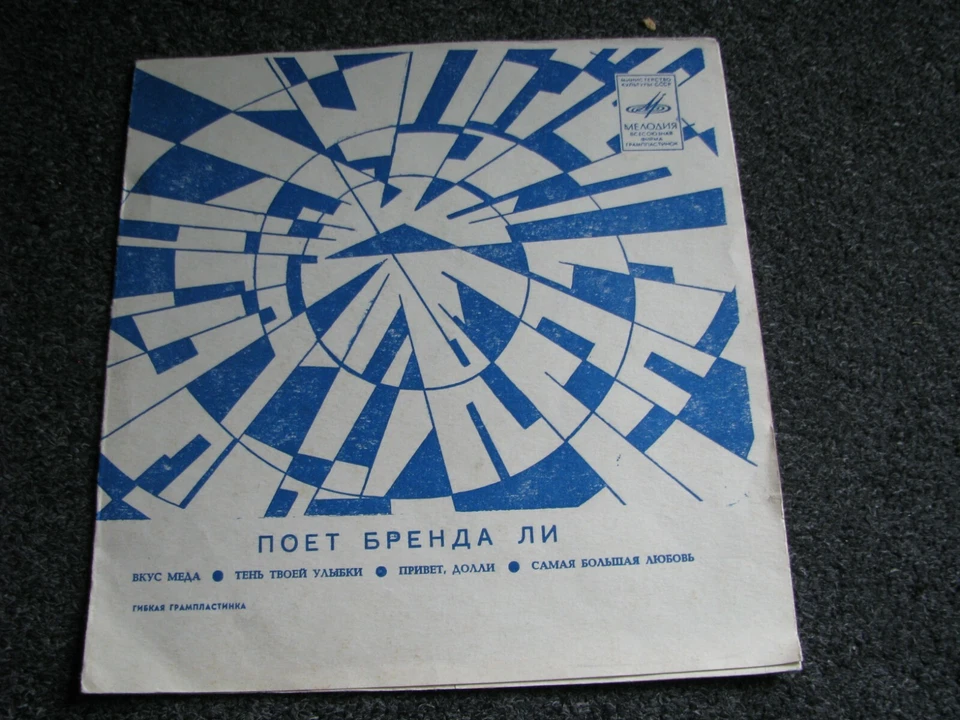 МИНИСТЕРСТВО
КУЛЬТУРЫ СССР
МЕЛОДИЯ
ВСЕСОЮЗНАЯ
ФИРМА
ГРАМПЛАСТИНОК
ПОЕТ БРЕНДА ЛИ
ВКУС МЕДА ● ТЕНЬ ТВОЕЙ УЛЫБКИ ● ПРИВЕТ, ДОЛЛИ ● САМАЯ БОЛЬШАЯ ЛЮБОВЬ
ГИБКАЯ ГРАМПЛАСТИНКА